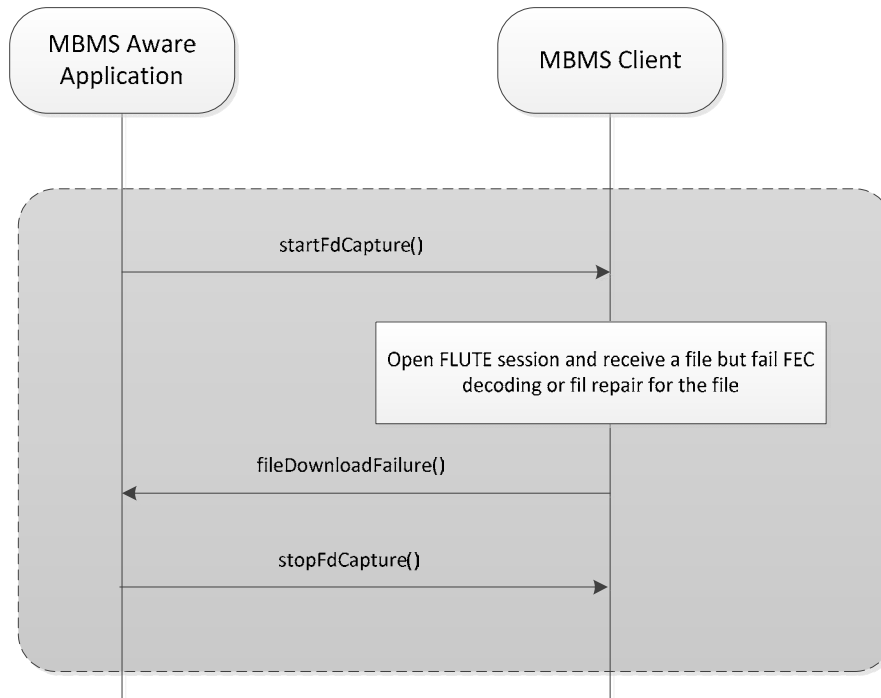 MBMS Aware
Application
MBMS Client
startFdCapture()
Open FLUTE session and receive a file but fail FEC
decoding or fil repair for the file
fileDownloadFailure()
stopFdCapture()